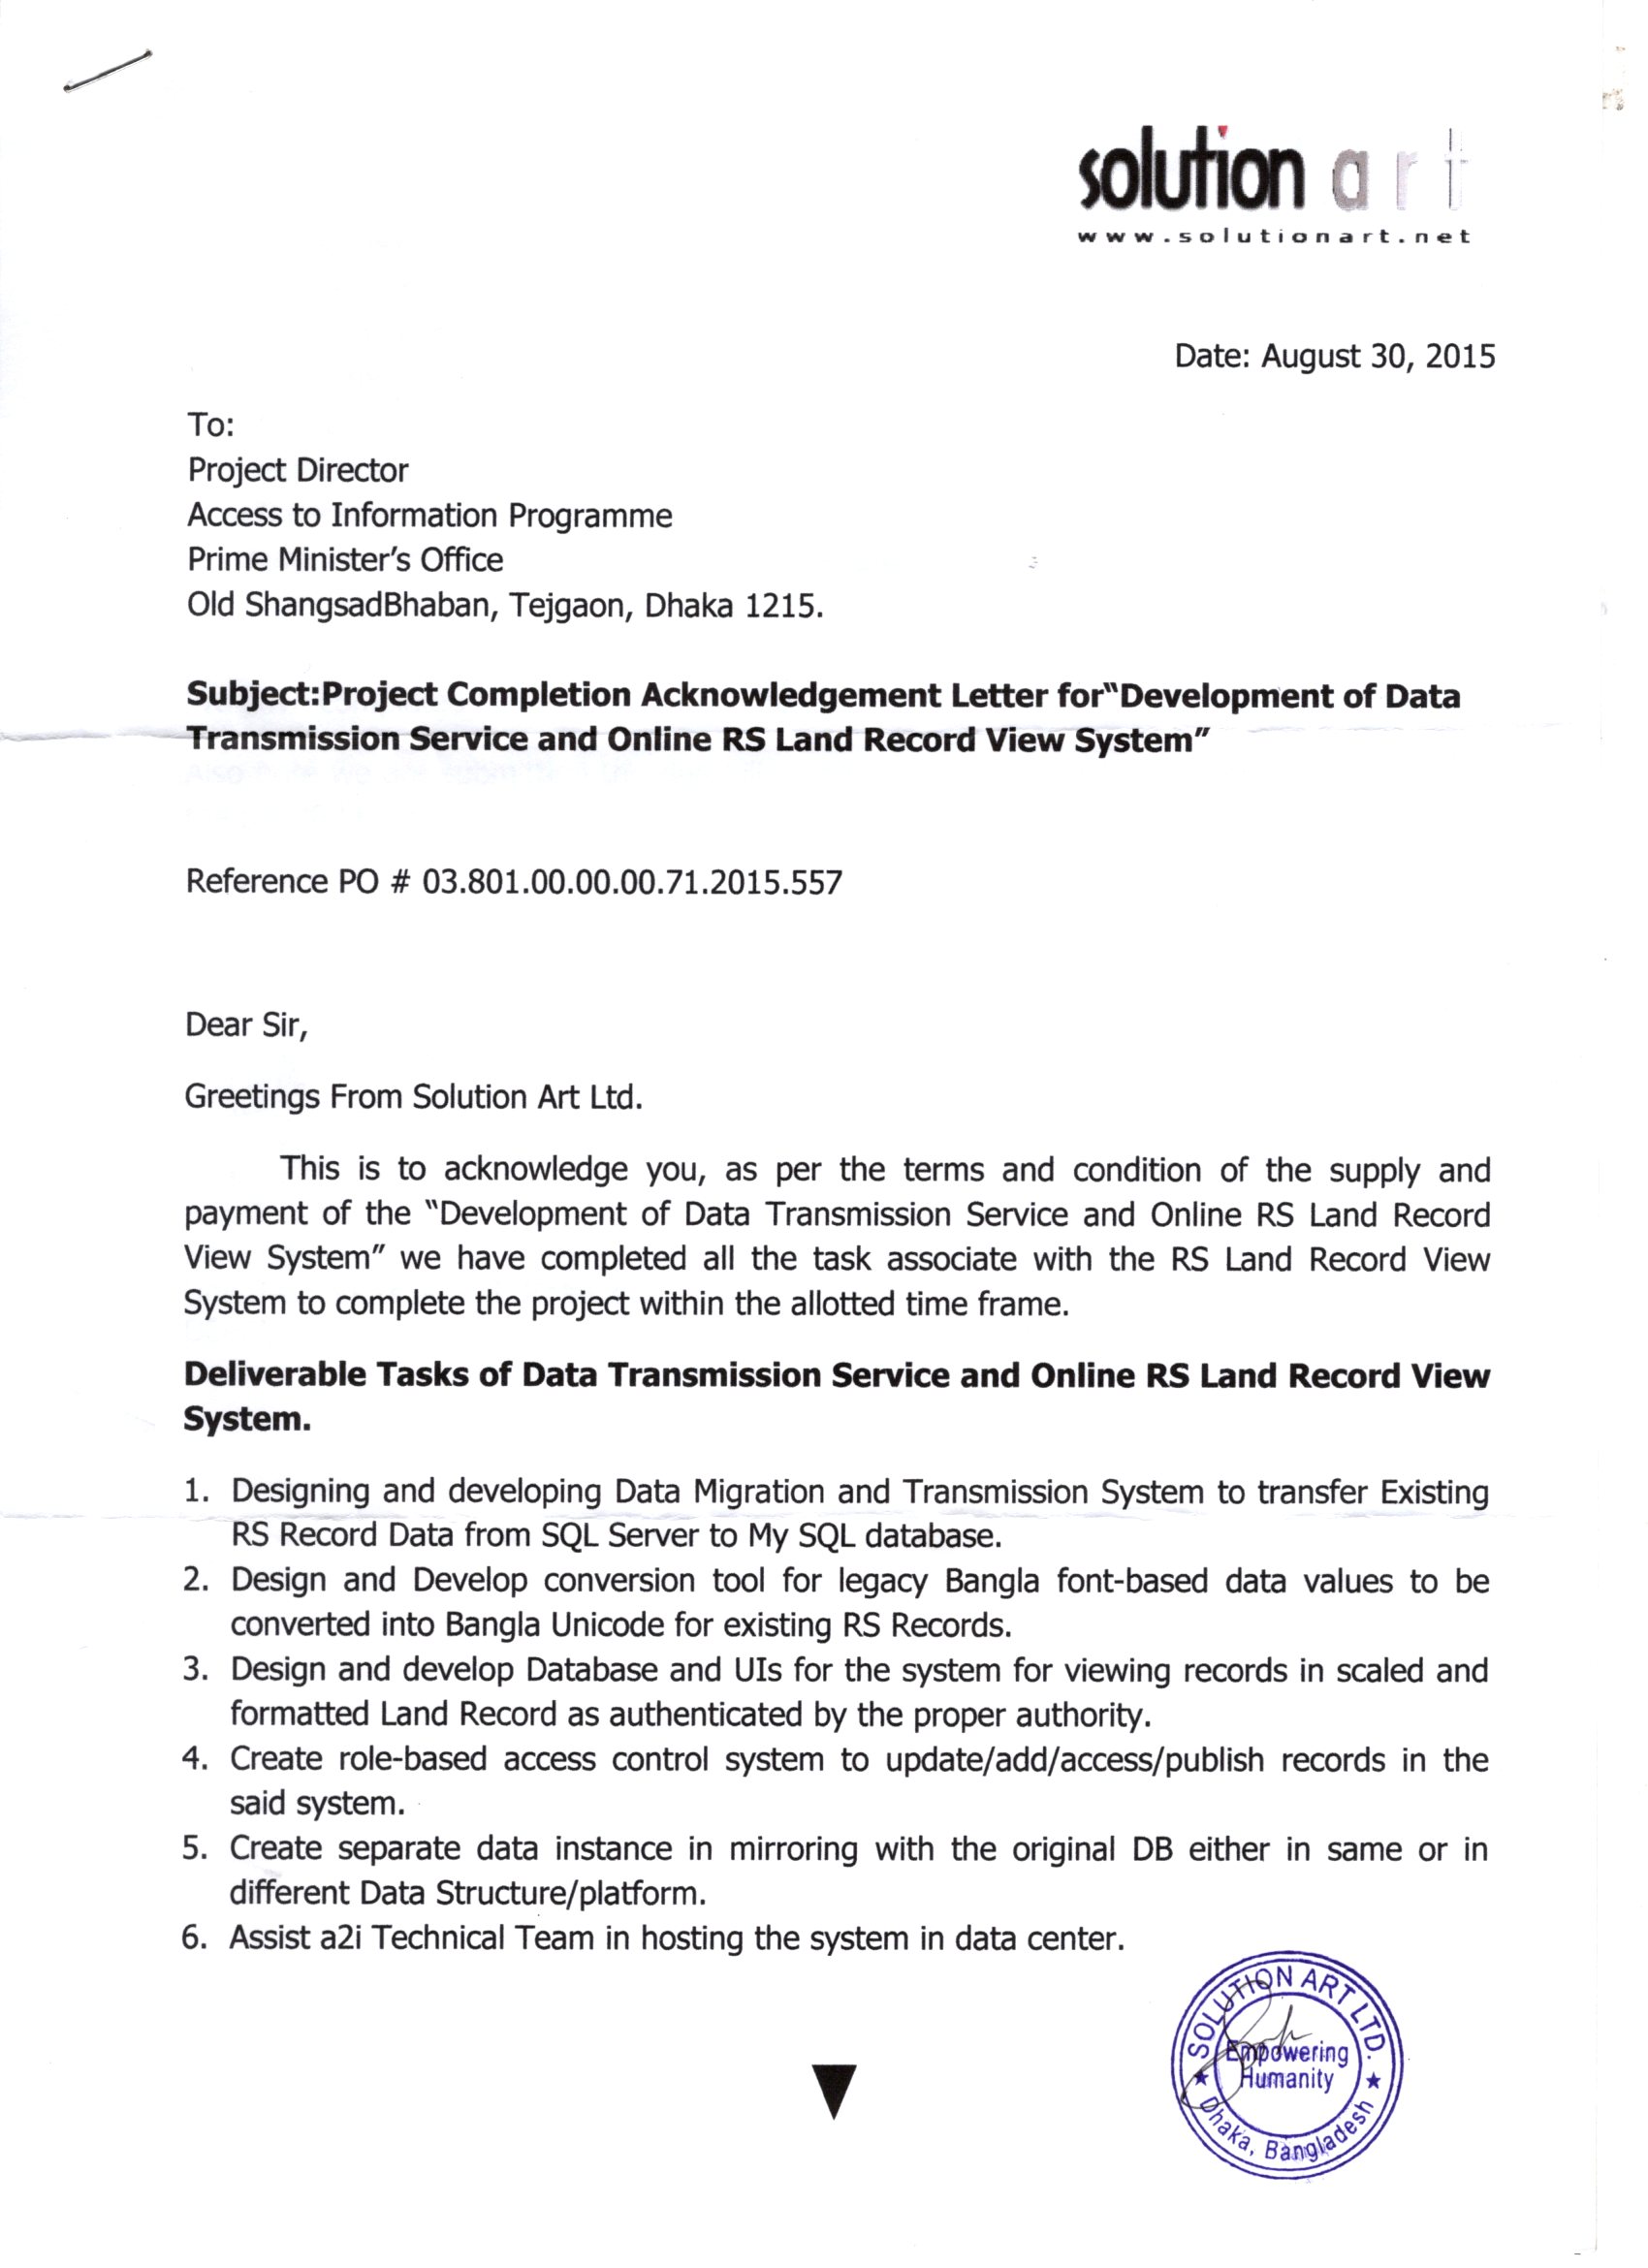 solution art
www.solutionart.net
Date: August 30, 2015
To:
Project Director
Access to Information Programme
Prime Minister's Office
Old ShangsadBhaban, Tejgaon, Dhaka 1215.
Subject:Project Completion Acknowledgement Letter for"Development of Data
Transmission Service and Online RS Land Record View System"
Reference PO # 03.801.00.00.00.71.2015.557
Dear Sir,
Greetings From Solution Art Ltd.
This is to acknowledge you, as per the terms and condition of the supply and
payment of the "Development of Data Transmission Service and Online RS Land Record
View System" we have completed all the task associate with the RS Land Record View
System to complete the project within the allotted time frame.
Deliverable Tasks of Data Transmission Service and Online RS Land Record View
System.
1. Designing and developing Data Migration and Transmission System to transfer Existing
RS Record Data from SQL Server to My SQL database.
2. Design and Develop conversion tool for legacy Bangla font-based data values to be
converted into Bangla Unicode for existing RS Records.
3. Design and develop Database and UIs for the system for viewing records in scaled and
formatted Land Record as authenticated by the proper authority.
4. Create role-based access control system to update/add/access/publish records in the
said system.
5. Create separate data instance in mirroring with the original DB either in same or in
different Data Structure/platform.
6. Assist a2i Technical Team in hosting the system in data center.
SOLUTION ART LTD.
Empowering
Humanity
Dhaka, Bangladesh